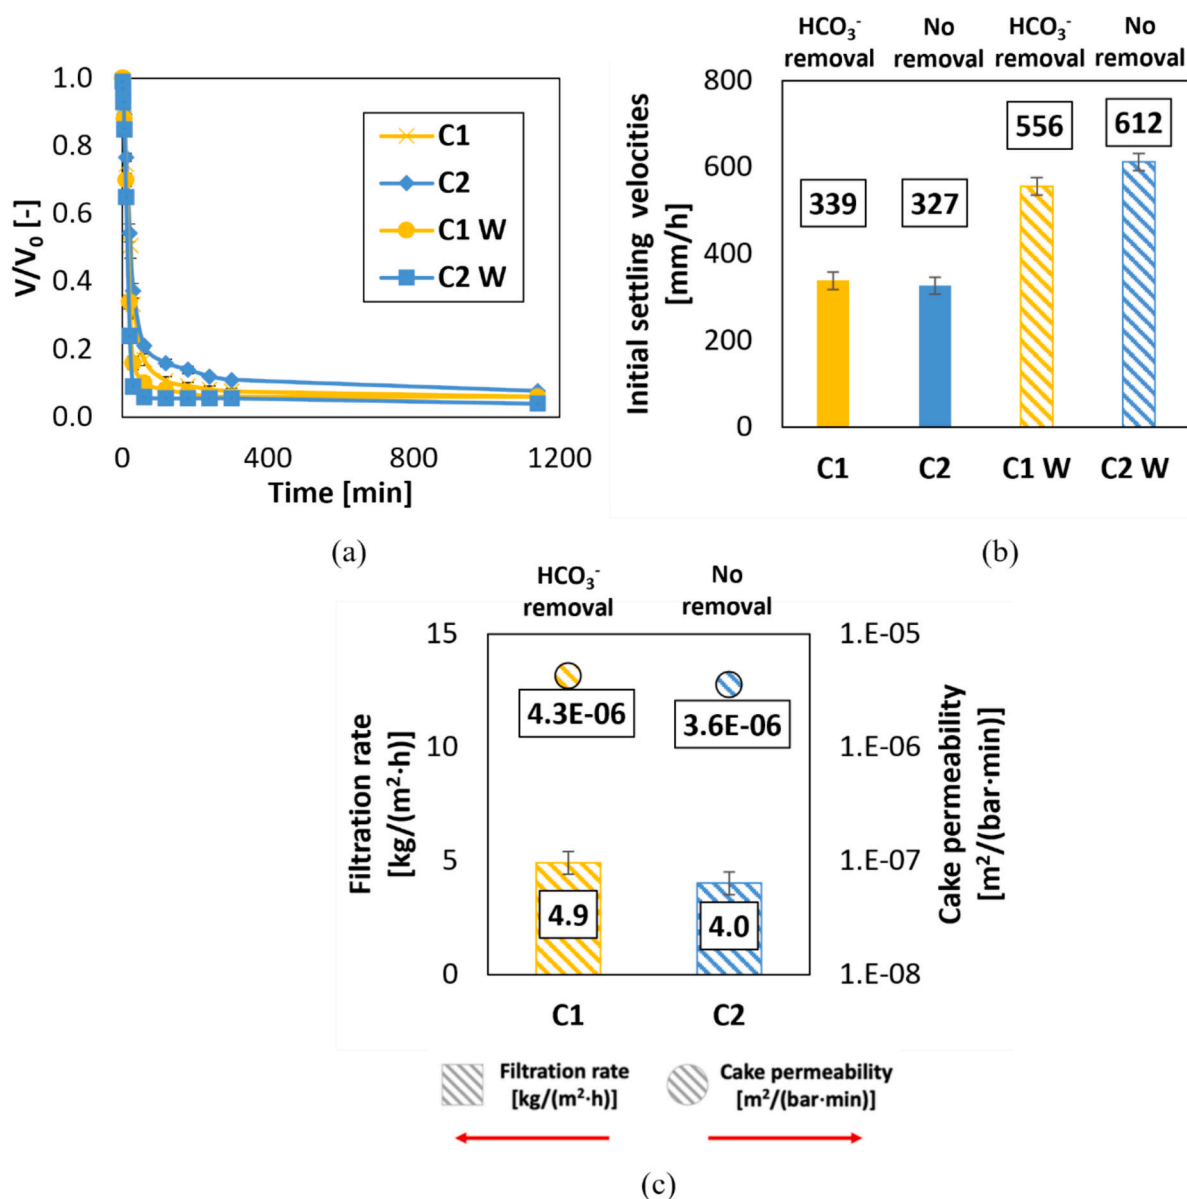 V/V₀ [-]
1.0
0.8
0.6
0.4
0.2
0.0
0
400
800
1200
Time [min]
C1
C2
C1 W
C2 W
(a)
HCO₃⁻
removal
No
removal
HCO₃⁻
removal
No
removal
Initial settling velocities
[mm/h]
800
600
400
200
0
339
327
556
612
C1
C2
C1 W
C2 W
(b)
HCO₃⁻
removal
No
removal
Filtration rate
[kg/(m²·h)]
15
10
5
0
4.3E-06
3.6E-06
4.9
4.0
1.E-05
1.E-06
1.E-07
1.E-08
Cake permeability
[m²/(bar·min)]
C1
C2
Filtration rate
[kg/(m²·h)]
Cake permeability
[m²/(bar·min)]
(c)